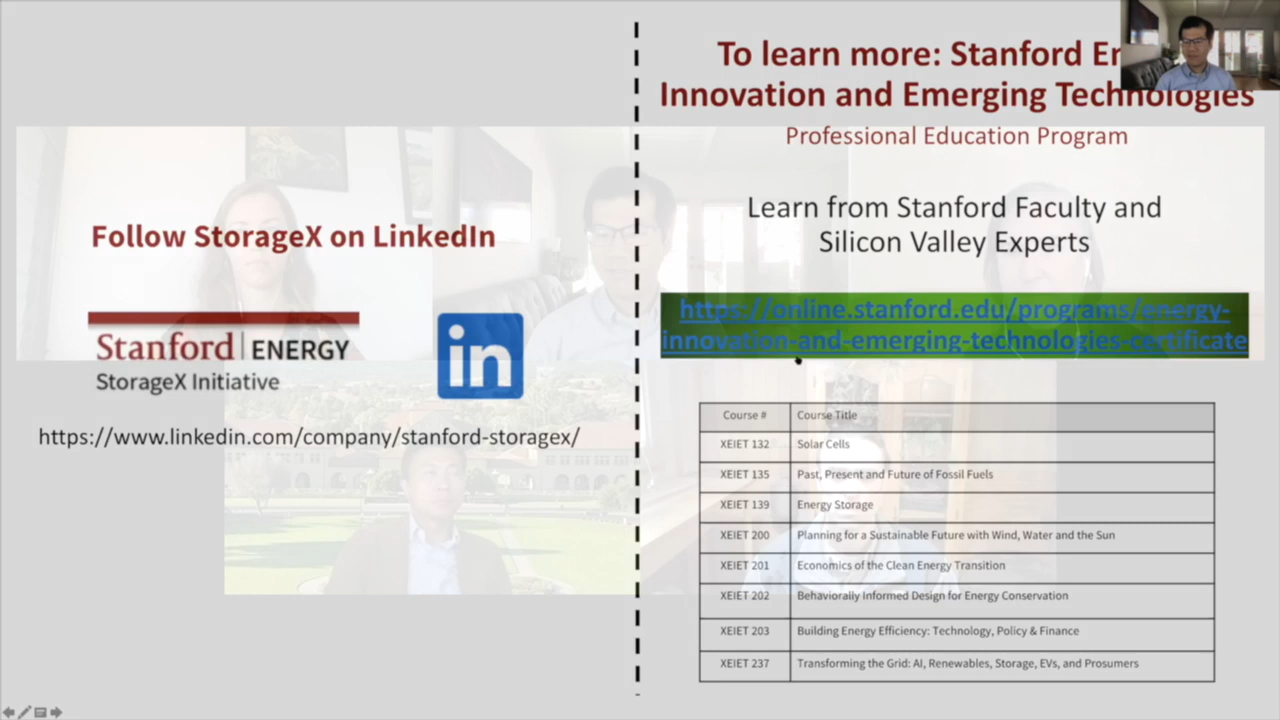 Follow StorageX on LinkedIn
Stanford | ENERGY
StorageX Initiative
in
https://www.linkedin.com/company/stanford-storagex/
To learn more: Stanford
Innovation and Emerging Technologies
Professional Education Program
Learn from Stanford Faculty and
Silicon Valley Experts
https://online.stanford.edu/programs/energy-
innovation-and-emerging-technologies-certificate
Course # Course Title
XEIET 132 Solar Cells
XEIET 135 Past, Present and Future of Fossil Fuels
XEIET 139 Energy Storage
XEIET 200 Planning for a Sustainable Future with Wind, Water and the Sun
XEIET 201 Economics of the Clean Energy Transition
XEIET 202 Behaviorally Informed Design for Energy Conservation
XEIET 203 Building Energy Efficiency: Technology, Policy & Finance
XEIET 237 Transforming the Grid: AI, Renewables, Storage, EVs, and Prosumers